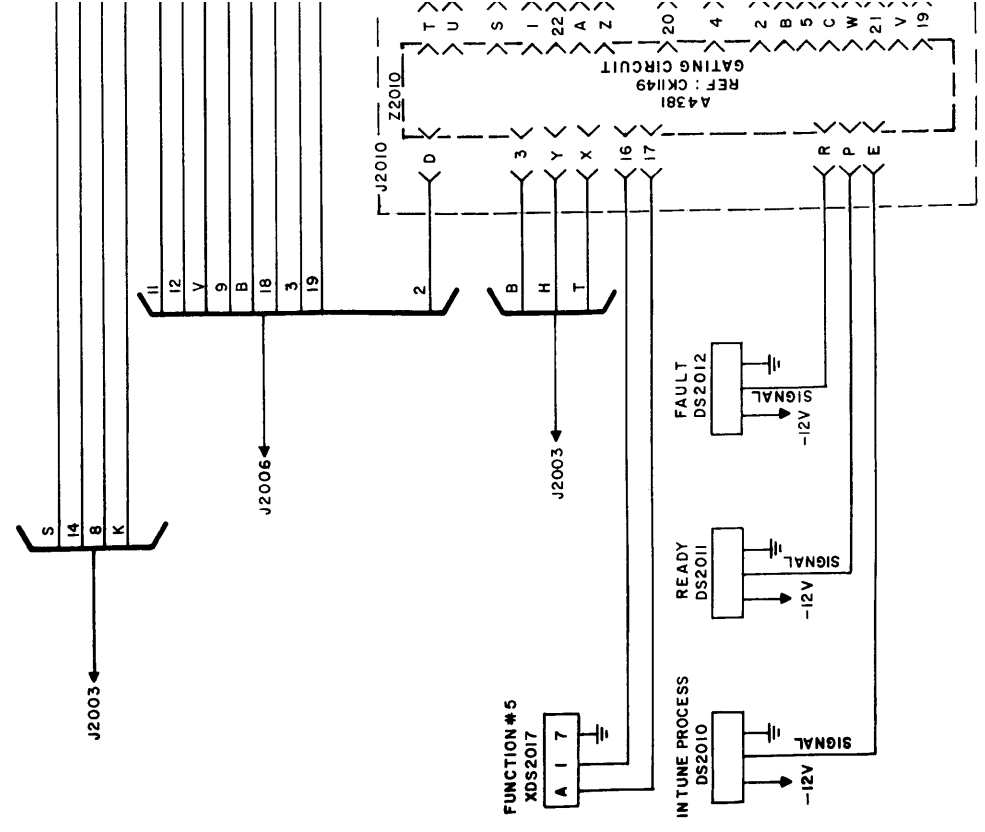 T U S 1 22 A Z 20 4 2 B 5 C W 21 V 19
GATING CIRCUIT
REF: CK1149
A4381
Z2010
J2010
D 3 Y X 16 17 R P E
11 12 V 9 B 18 3 19 2
B H T
J2006
J2003
S 14 8 K
J2003
FAULT
DS2012
SIGNAL
-12V
READY
DS2011
SIGNAL
-12V
FUNCTION#5
XDS2017
A 1 7
IN TUNE PROCESS
DS2010
SIGNAL
-12V